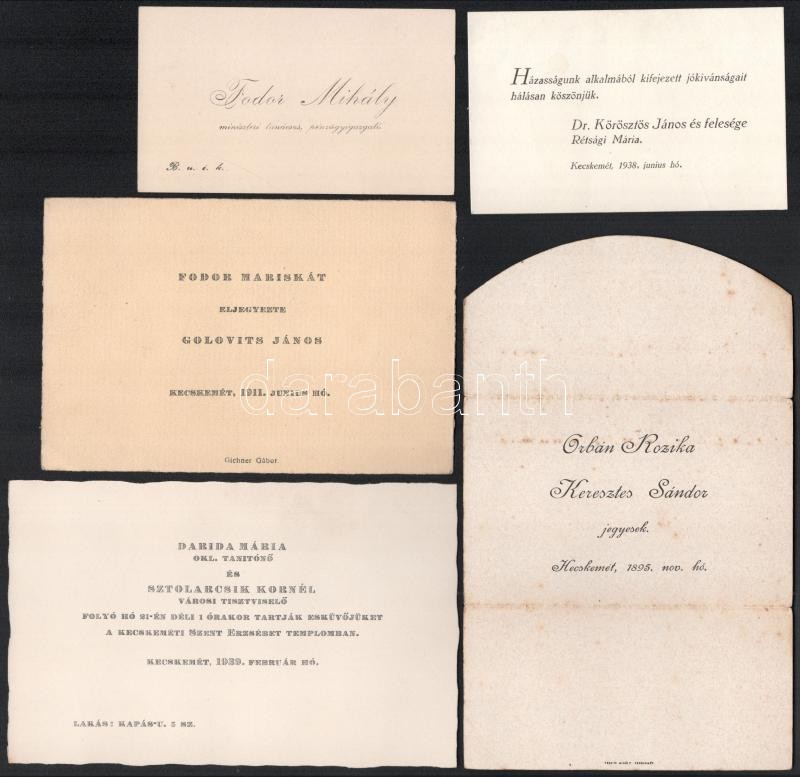 Fodor Mihály
miniszteri tanácsos, pénzügyigazgató
B. u. é. k.
Házasságunk alkalmából kifejezett jókivánságait
hálásan köszönjük.
Dr. Körösztös János és felesége
Rétsági Mária.
Kecskemét, 1938. junius hó.
FODOR MARISKÁT
ELJEGYEZTE
GOLOVITS JÁNOS
KECSKEMÉT, 1911. JUNIUS HÓ.
Gichner Gábor.
darabanth
Orbán Rozika
Keresztes Sándor
jegyesek.
Kecskemét, 1895. nov. hó.
DARIDA MÁRIA
OKL. TANITÓNŐ
ÉS
SZTOLARCSIK KORNÉL
VÁROSI TISZTVISELŐ
FOLYÓ HÓ 21-ÉN DÉLI 1 ÓRAKOR TARTJÁK ESKÜVŐJÜKET
A KECSKEMÉTI SZENT ERZSÉBET TEMPLOMBAN.
KECSKEMÉT, 1939. FEBRUÁR HÓ.
LAKÁS: KAPÁS-U. 5 SZ.